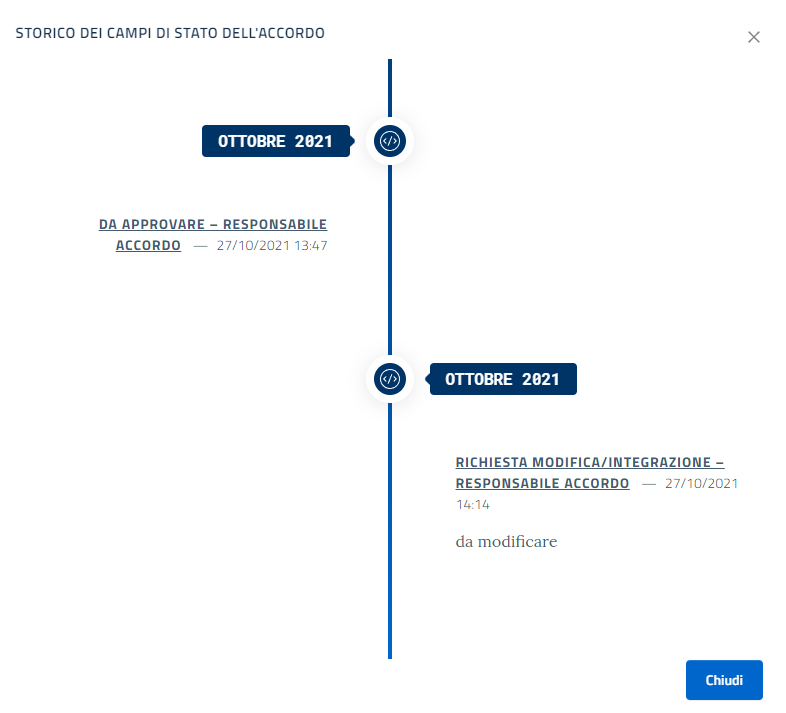 STORICO DEI CAMPI DI STATO DELL'ACCORDO
OTTOBRE 2021
DA APPROVARE – RESPONSABILE
ACCORDO — 27/10/2021 13:47
OTTOBRE 2021
RICHIESTA MODIFICA/INTEGRAZIONE –
RESPONSABILE ACCORDO — 27/10/2021
14:14
da modificare
Chiudi